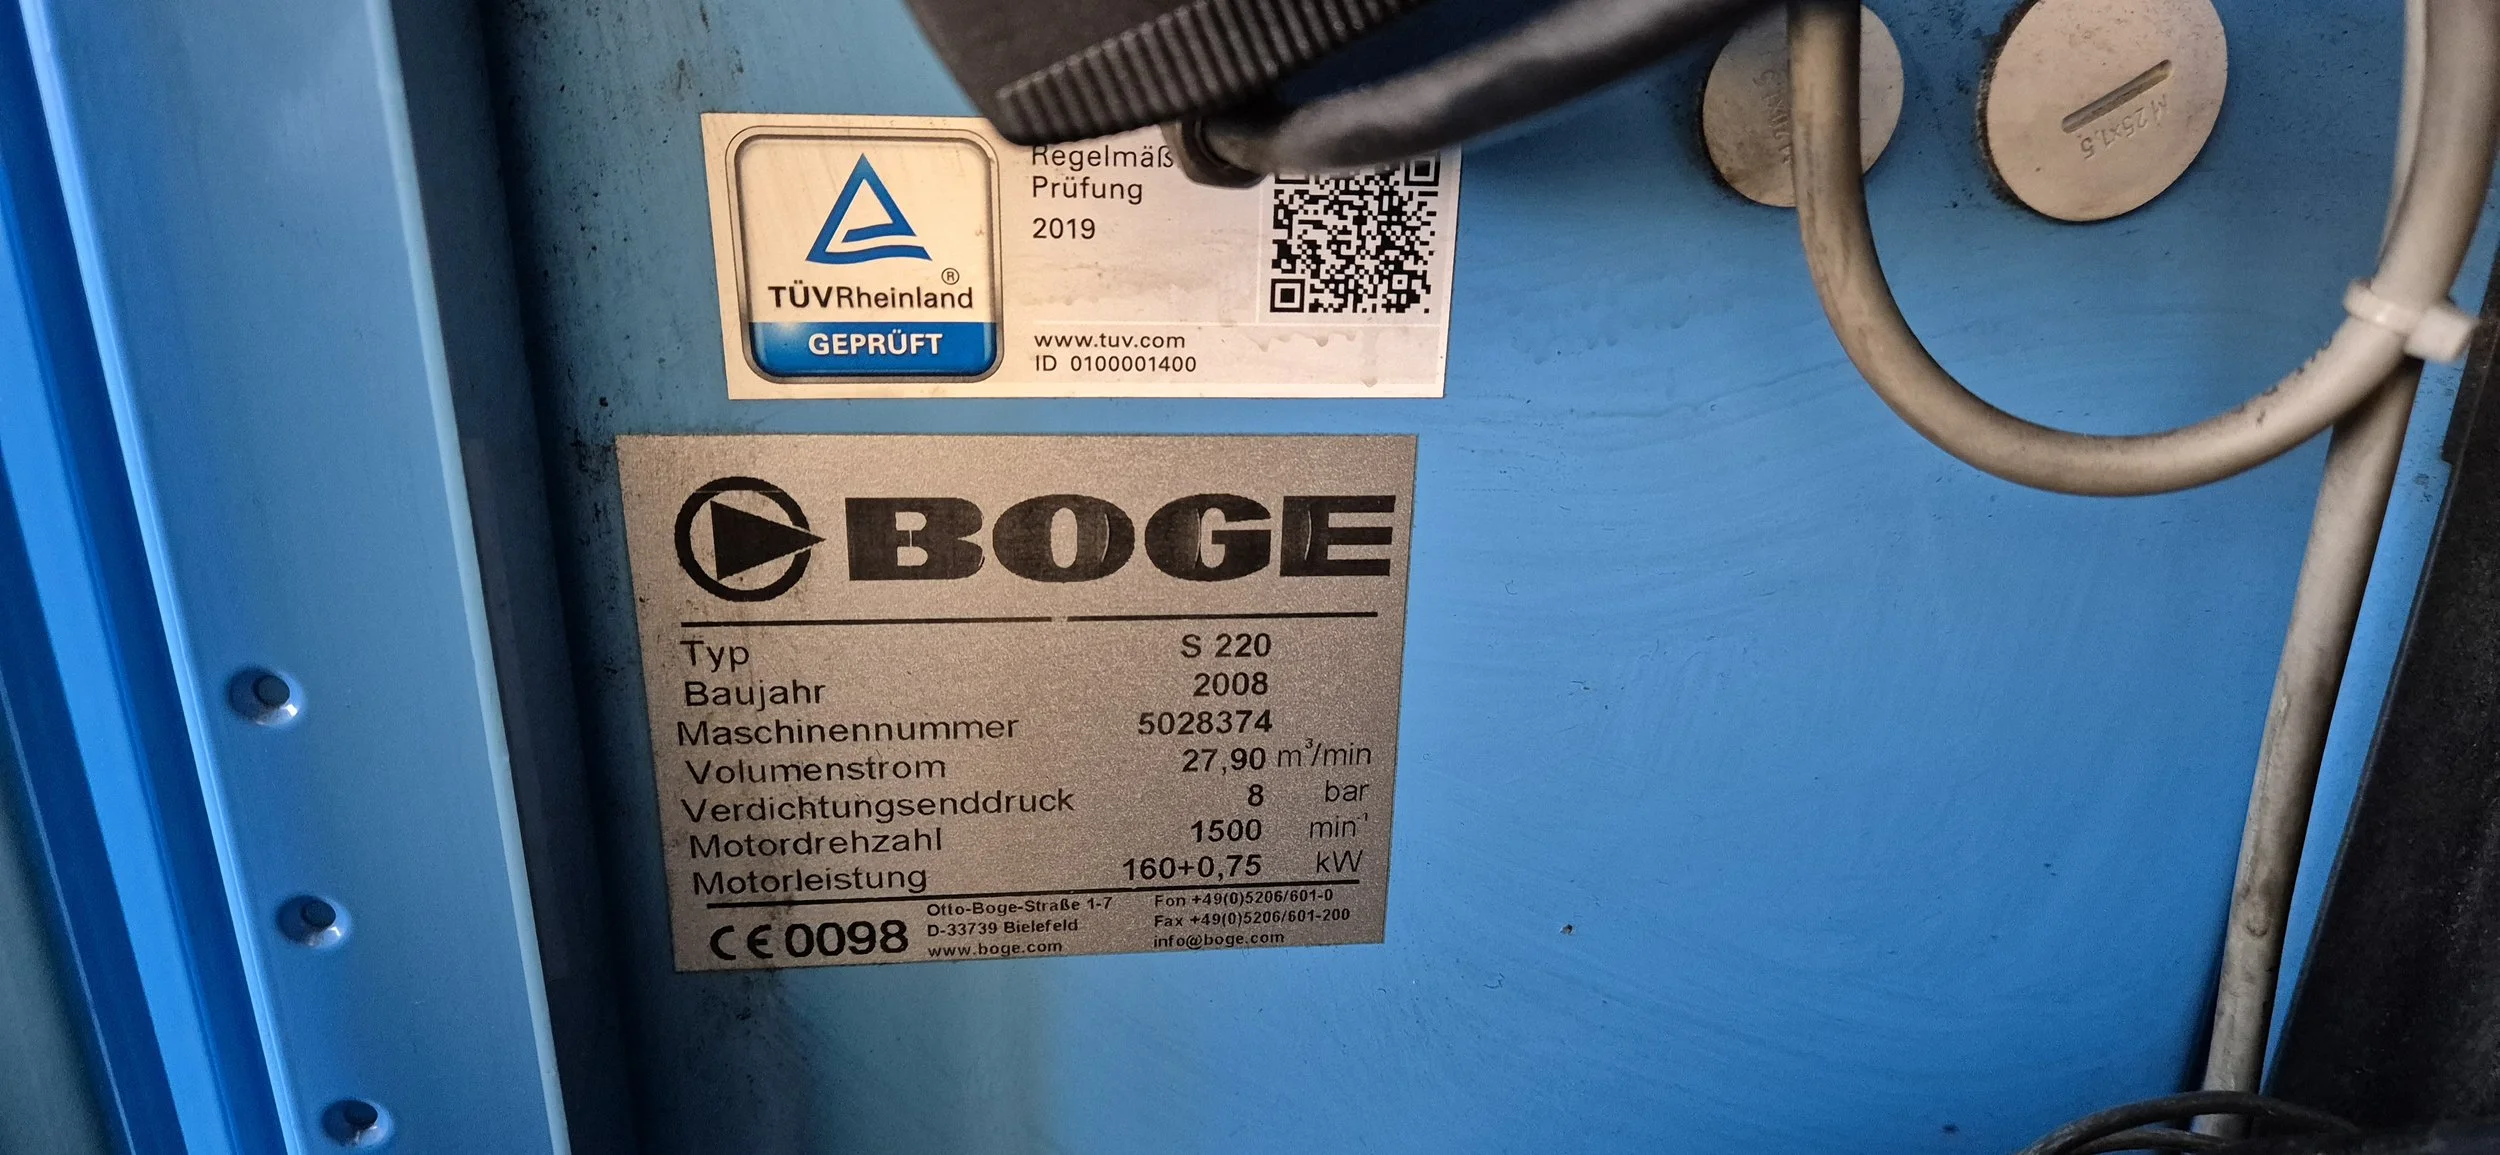 Regelmäß
Prüfung
2019
TÜVRheinland®
GEPRÜFT
www.tuv.com
ID 0100001400
BOGE
Typ S 220
Baujahr 2008
Maschinennummer 5028374
Volumenstrom 27,90 m³/min
Verdichtungsenddruck 8 bar
Motordrehzahl 1500 min⁻¹
Motorleistung 160+0,75 kW
CE 0098
Otto-Boge-Straße 1-7
D-33739 Bielefeld
www.boge.com
Fon +49(0)5206/601-0
Fax +49(0)5206/601-200
info@boge.com
M 25x1,5